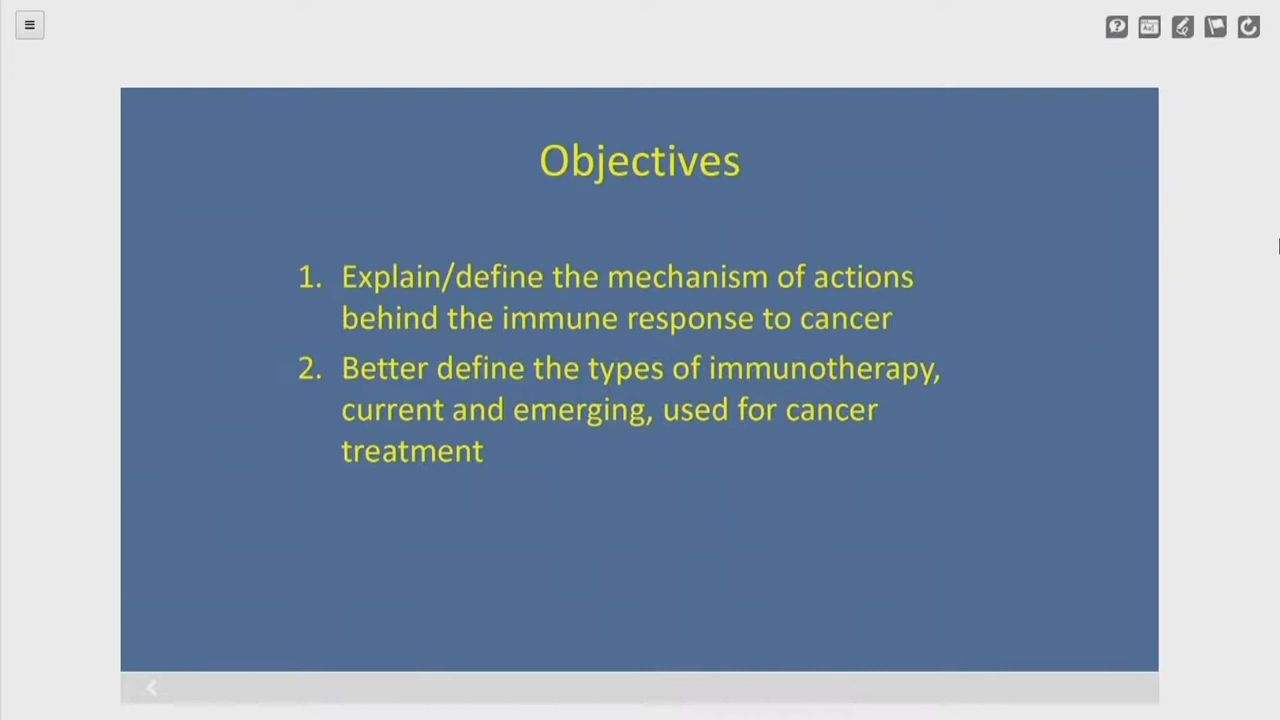 Objectives
1. Explain/define the mechanism of actions
behind the immune response to cancer
2. Better define the types of immunotherapy,
current and emerging, used for cancer
treatment